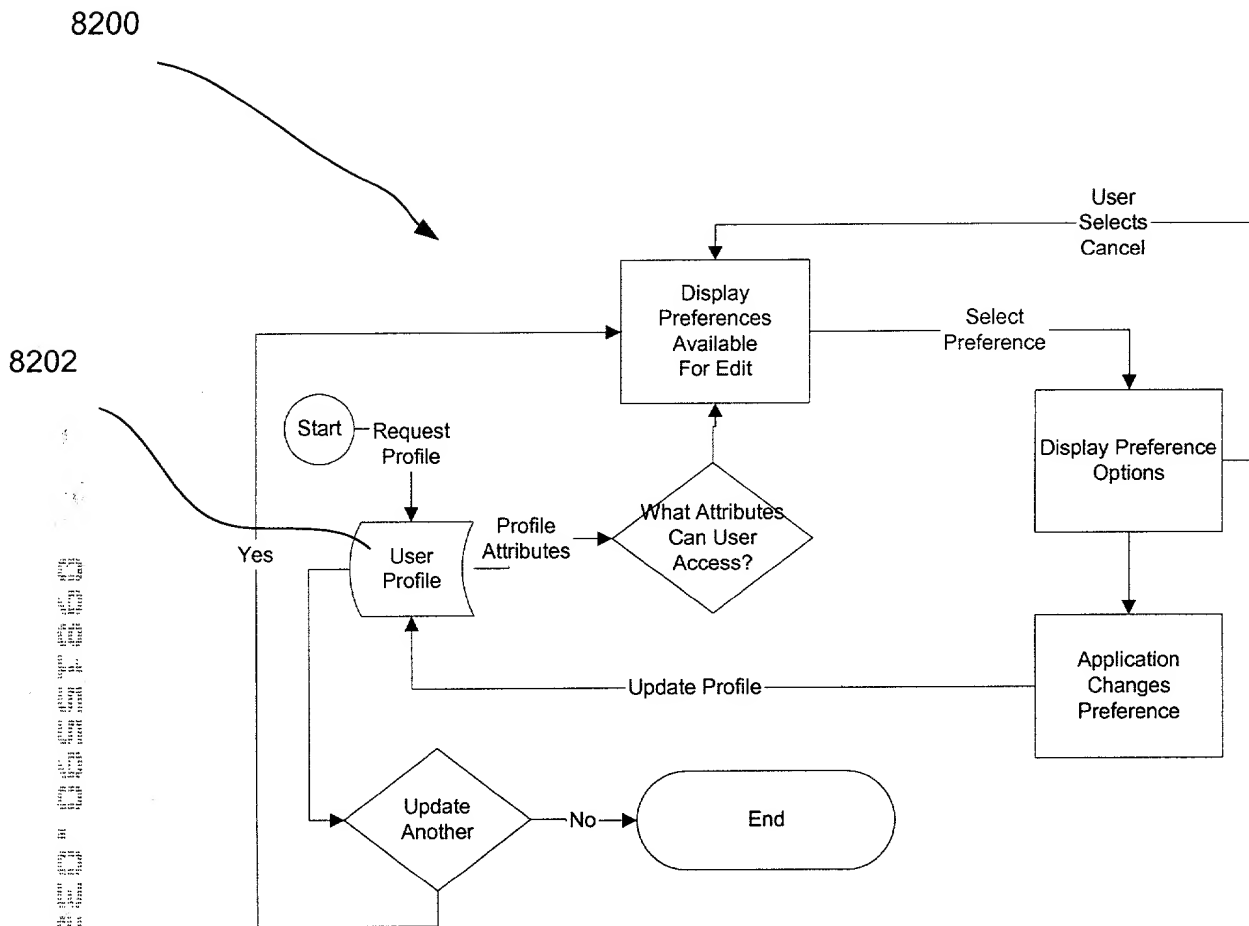 8200
User
Selects
Cancel
Display
Preferences
Available
For Edit
Select
Preference
8202
Start
Request
Profile
Display Preference
Options
What Attributes
Can User
Access?
Profile
Attributes
Yes
User
Profile
Application
Changes
Preference
Update Profile
Update
Another
No
End